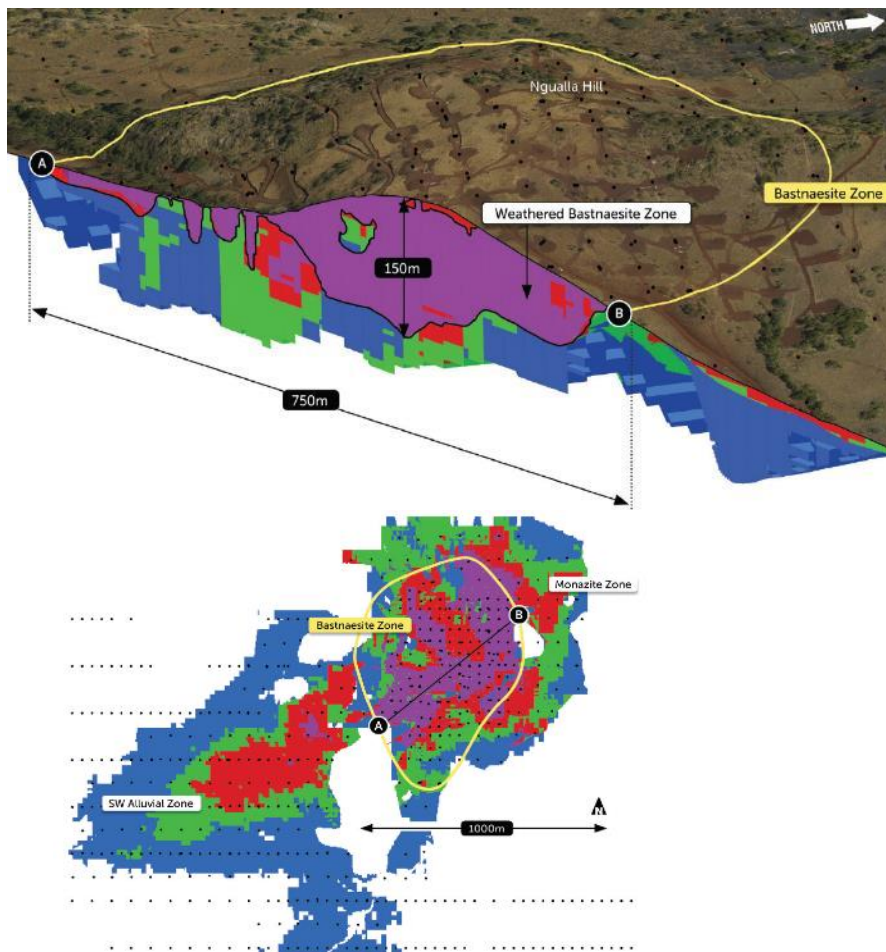 NORTH
Ngualla Hill
A
Bastnaesite Zone
Weathered Bastnaesite Zone
150m
B
750m
Monazite Zone
B
Bastnaesite Zone
A
SW Alluvial Zone
N
1000m